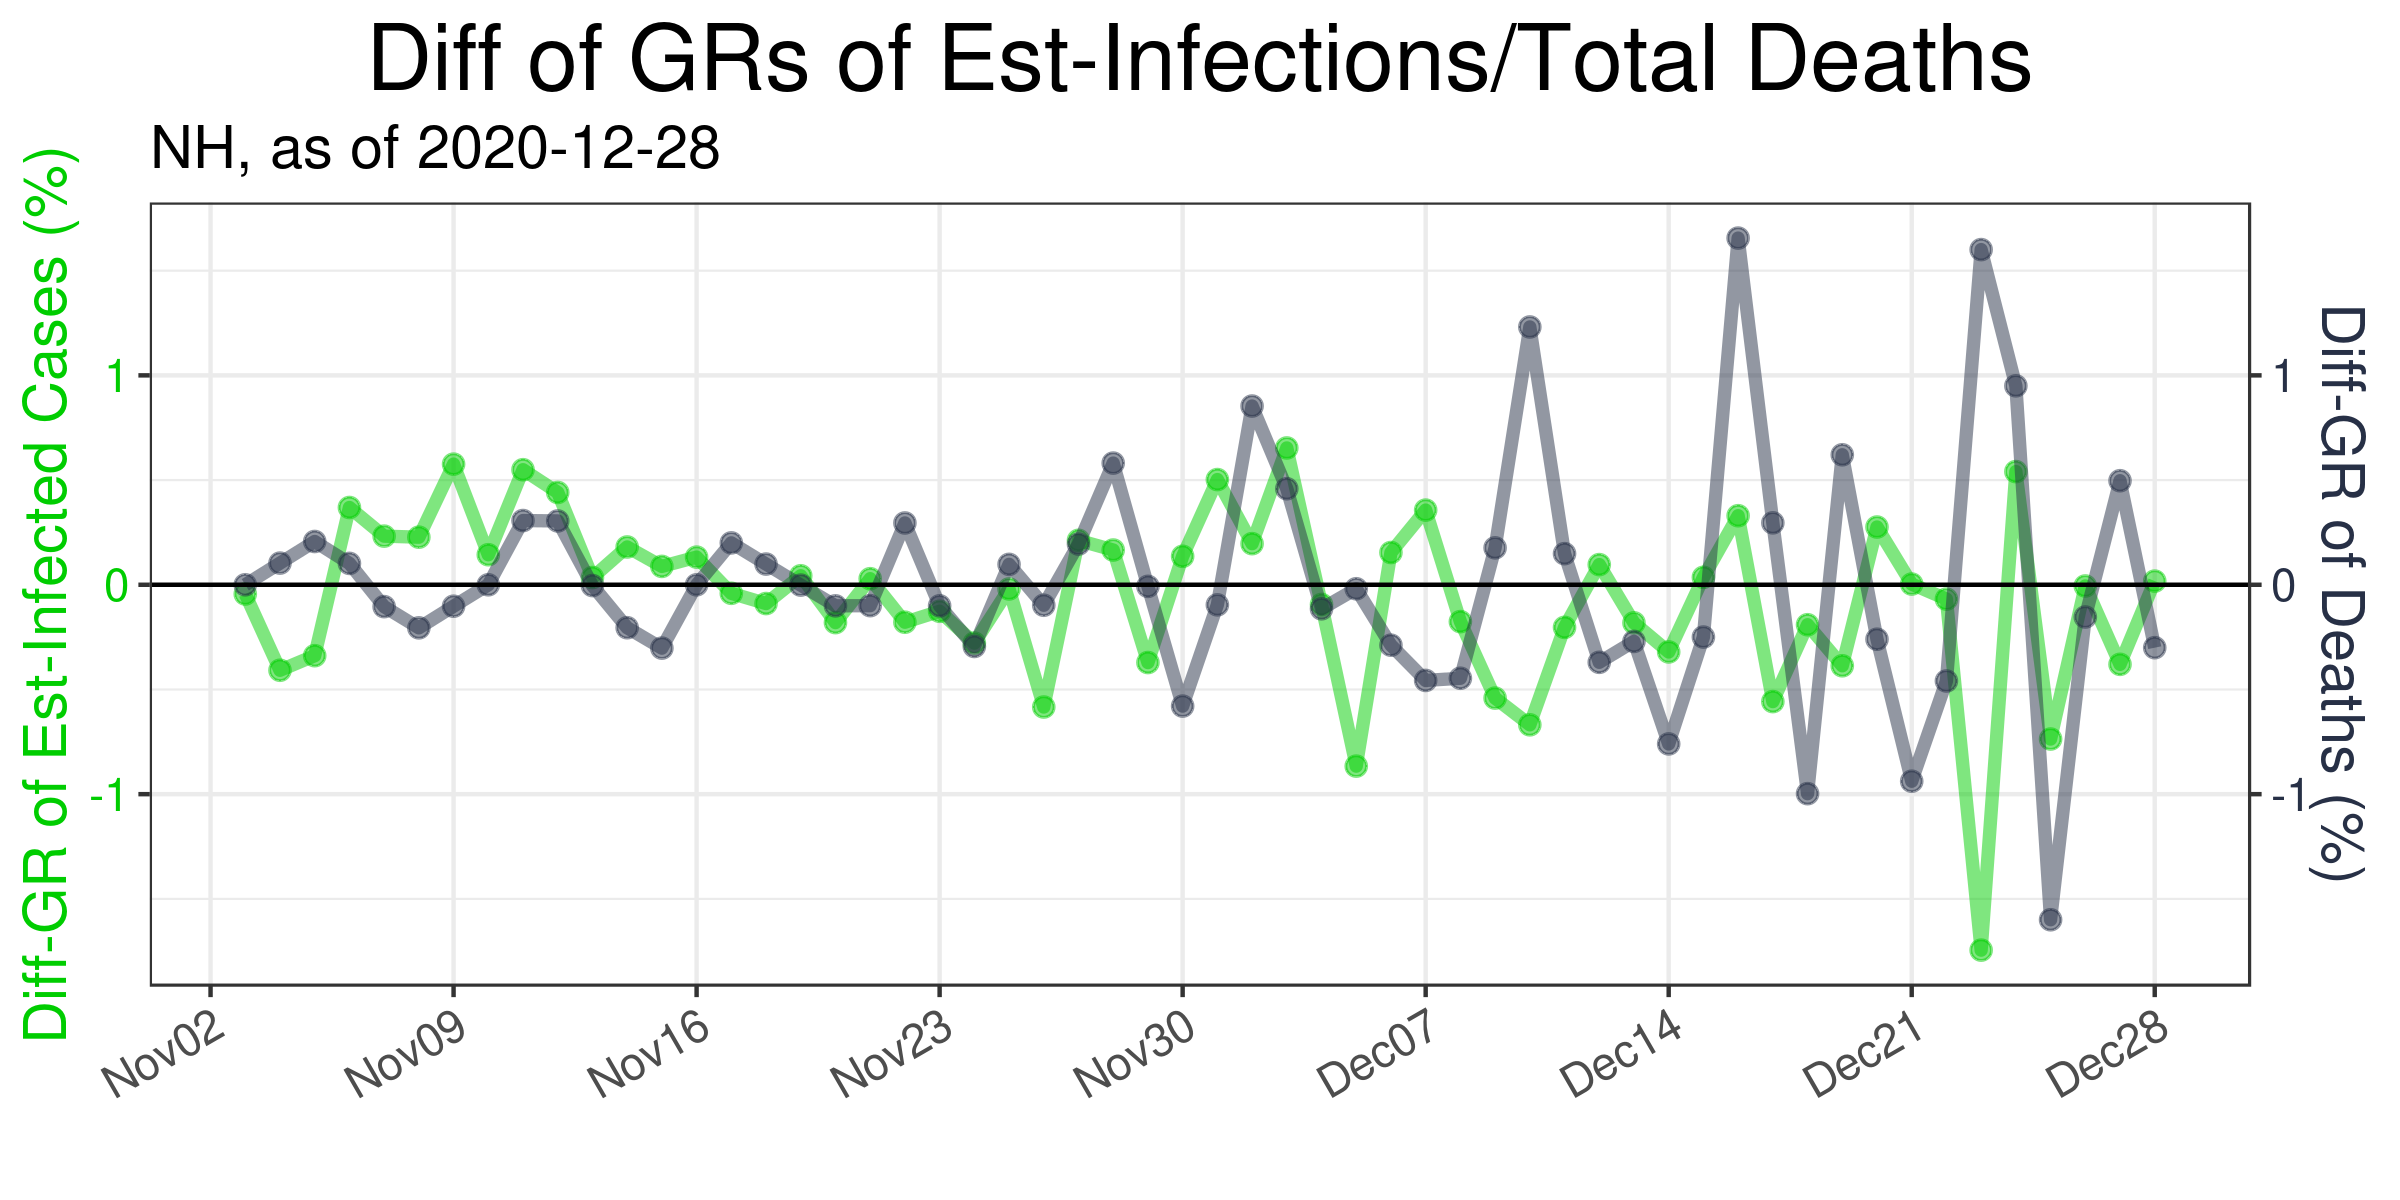 Diff of GRs of Est-Infections/Total Deaths
NH, as of 2020-12-28
Diff-GR of Est-Infected Cases (%)
1
0
-1
1
0
-1
Diff-GR of Deaths (%)
Nov02
Nov09
Nov16
Nov23
Nov30
Dec07
Dec14
Dec21
Dec28